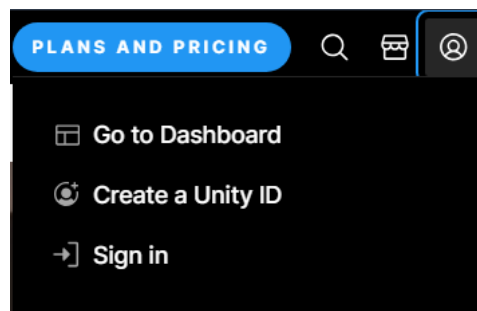 PLANS AND PRICING
Go to Dashboard
Create a Unity ID
Sign in